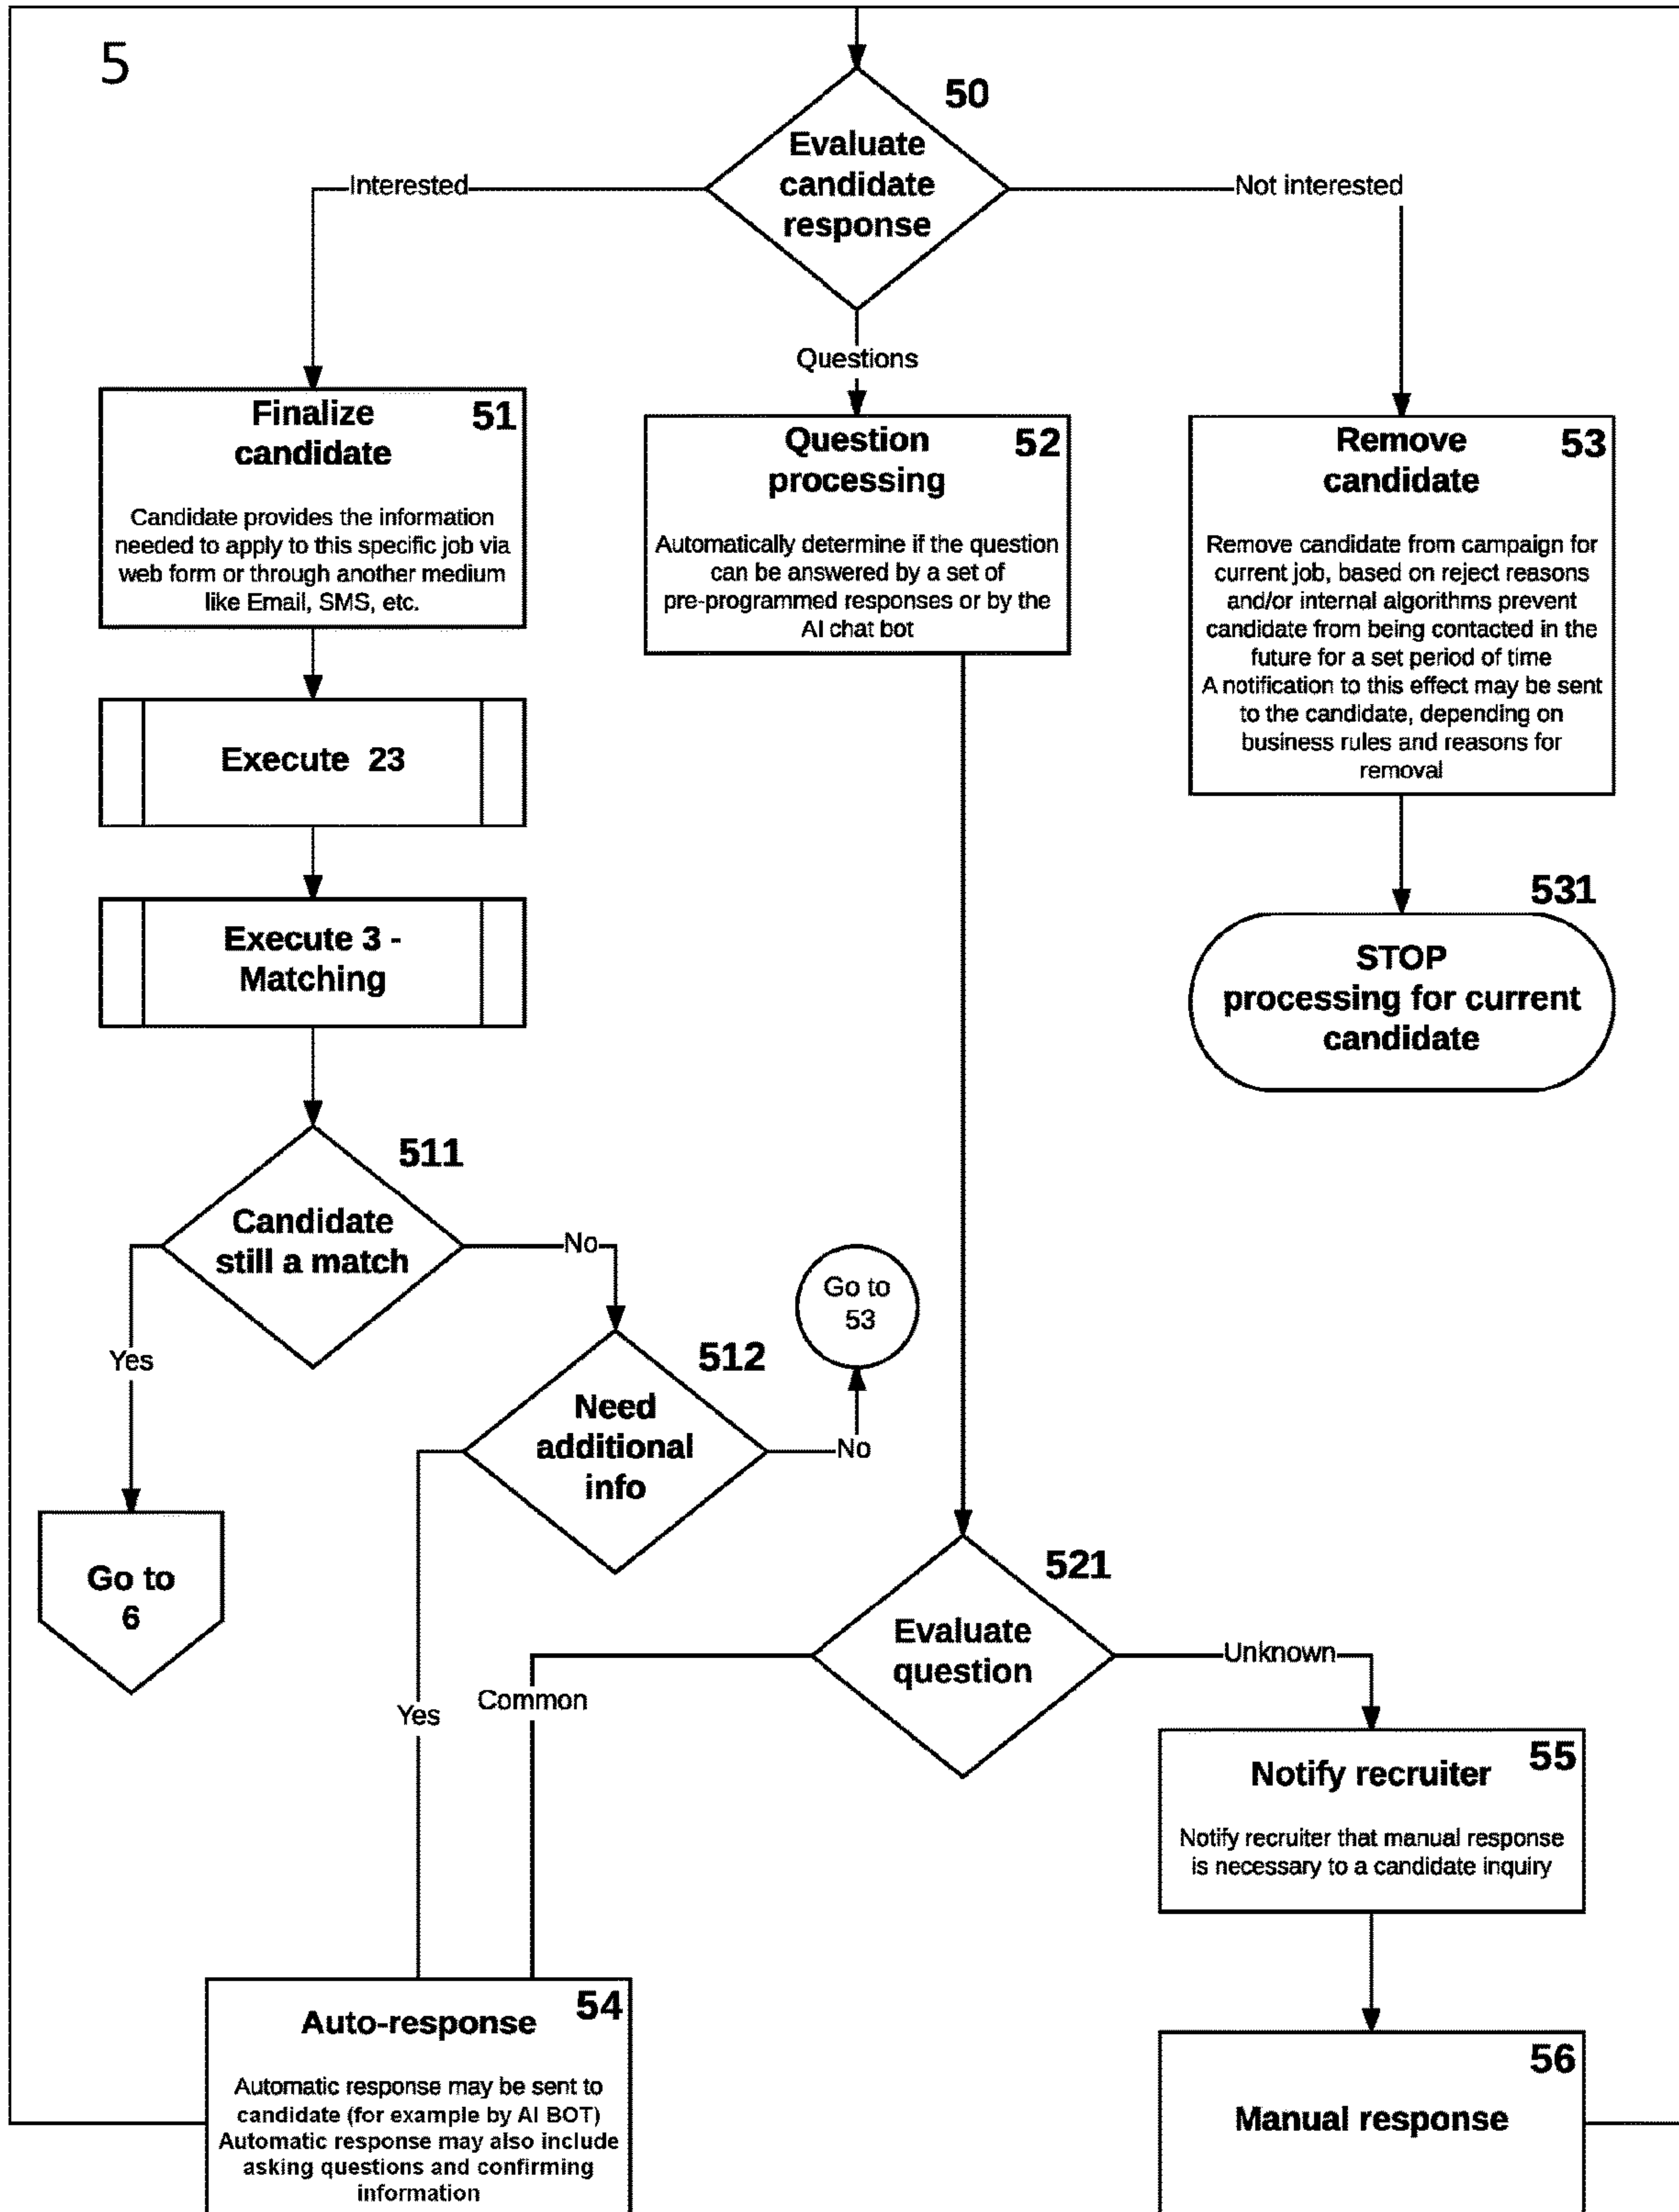 5
50
Evaluate
candidate
response
Interested
Not interested
Questions
Finalize
candidate
51
Candidate provides the information
needed to apply to this specific job via
web form or through another medium
like Email, SMS, etc.
Question
processing
52
Automatically determine if the question
can be answered by a set of
pre-programmed responses or by the
AI chat bot
Remove
candidate
53
Remove candidate from campaign for
current job, based on reject reasons
and/or internal algorithms prevent
candidate from being contacted in the
future for a set period of time
A notification to this effect may be sent
to the candidate, depending on
business rules and reasons for
removal
Execute 23
Execute 3 -
Matching
531
STOP
processing for current
candidate
511
Candidate
still a match
No
Yes
Go to
53
512
Need
additional
info
No
Yes
Go to
6
521
Evaluate
question
Common
Unknown
Notify recruiter
55
Notify recruiter that manual response
is necessary to a candidate inquiry
Auto-response
54
Automatic response may be sent to
candidate (for example by AI BOT)
Automatic response may also include
asking questions and confirming
information
56
Manual response